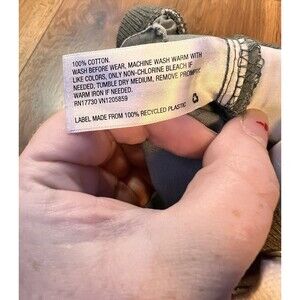 100% COTTON.
WASH BEFORE WEAR, MACHINE WASH WARM WITH
LIKE COLORS, ONLY NON-CHLORINE BLEACH IF
NEEDED, TUMBLE DRY MEDIUM, REMOVE PROMPTLY,
WARM IRON IF NEEDED.
RN17730 VN1205859
LABEL MADE FROM 100% RECYCLED PLASTIC